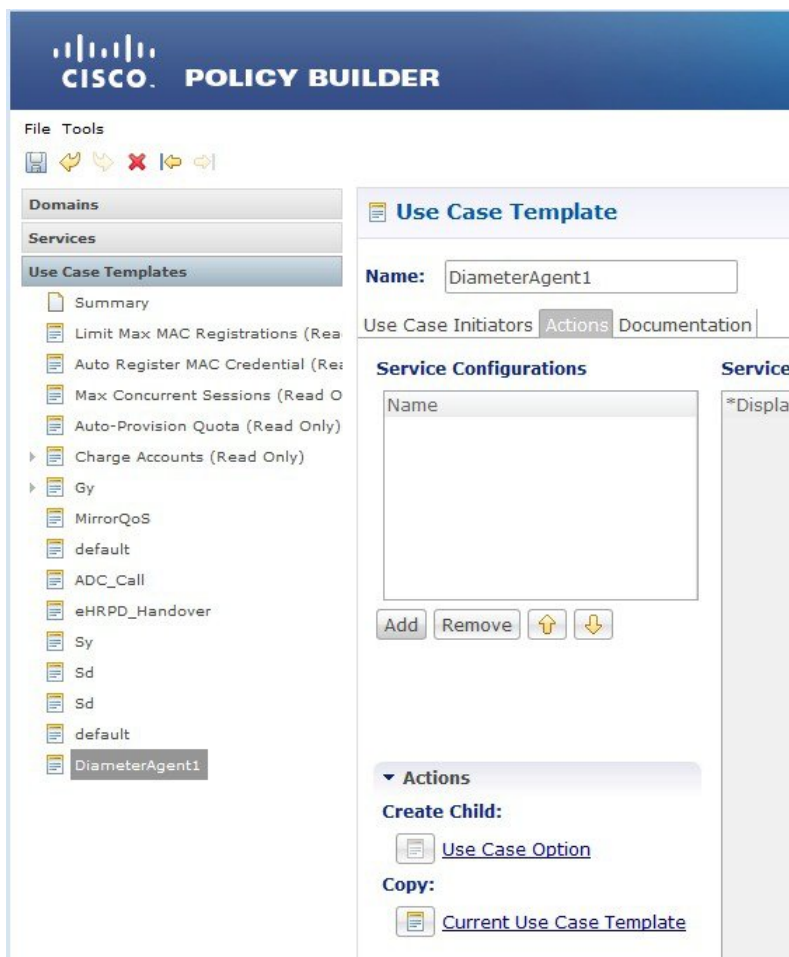 CISCO. POLICY BUILDER
File Tools
Domains
Services
Use Case Templates
Summary
Limit Max MAC Registrations (Rea
Auto Register MAC Credential (Rea
Max Concurrent Sessions (Read O
Auto-Provision Quota (Read Only)
Charge Accounts (Read Only)
Gy
MirrorQoS
default
ADC_Call
eHRPD_Handover
Sy
Sd
Sd
default
DiameterAgent1
Use Case Template
Name: DiameterAgent1
Use Case Initiators Actions Documentation
Service Configurations
Name
Add Remove
Service
*Displa
Actions
Create Child:
Use Case Option
Copy:
Current Use Case Template